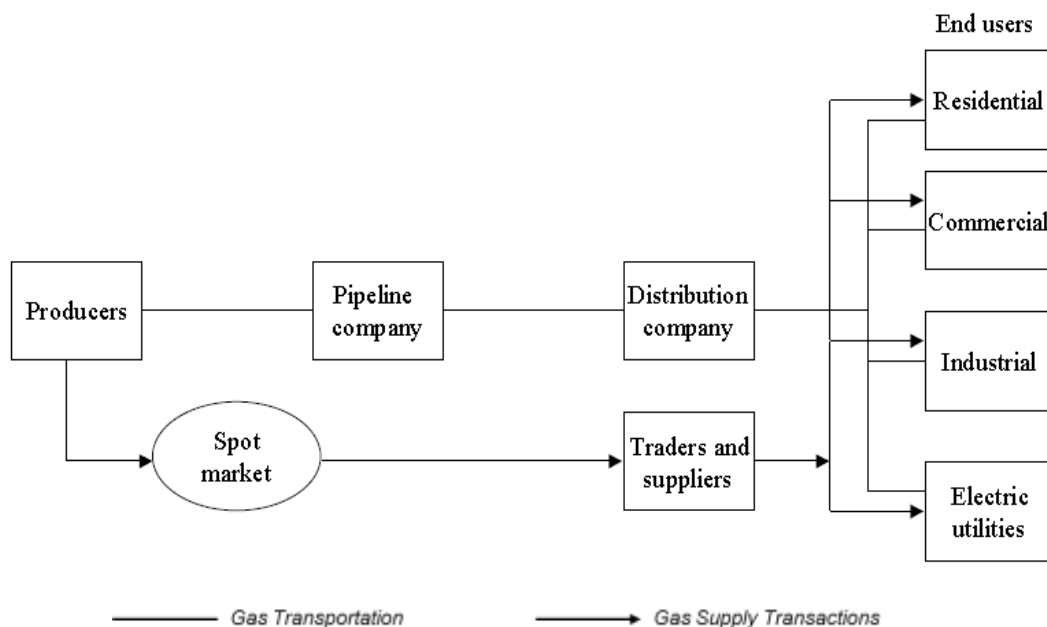 End users
Residential
Commercial
Producers
Pipeline
company
Distribution
company
Industrial
Spot
market
Traders and
suppliers
Electric
utilities
Gas Transportation
Gas Supply Transactions